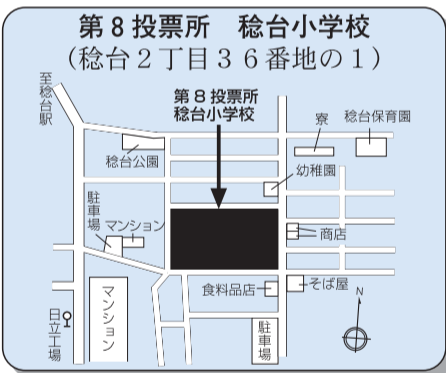 第8投票所　稔台小学校
(稔台2丁目36番地の1)
至稔台駅
第8投票所
稔台小学校
寮
稔台保育園
稔台公園
幼稚園
駐車場
マンション
商店
食料品店
そば屋
マンション
日立工場
駐車場
N